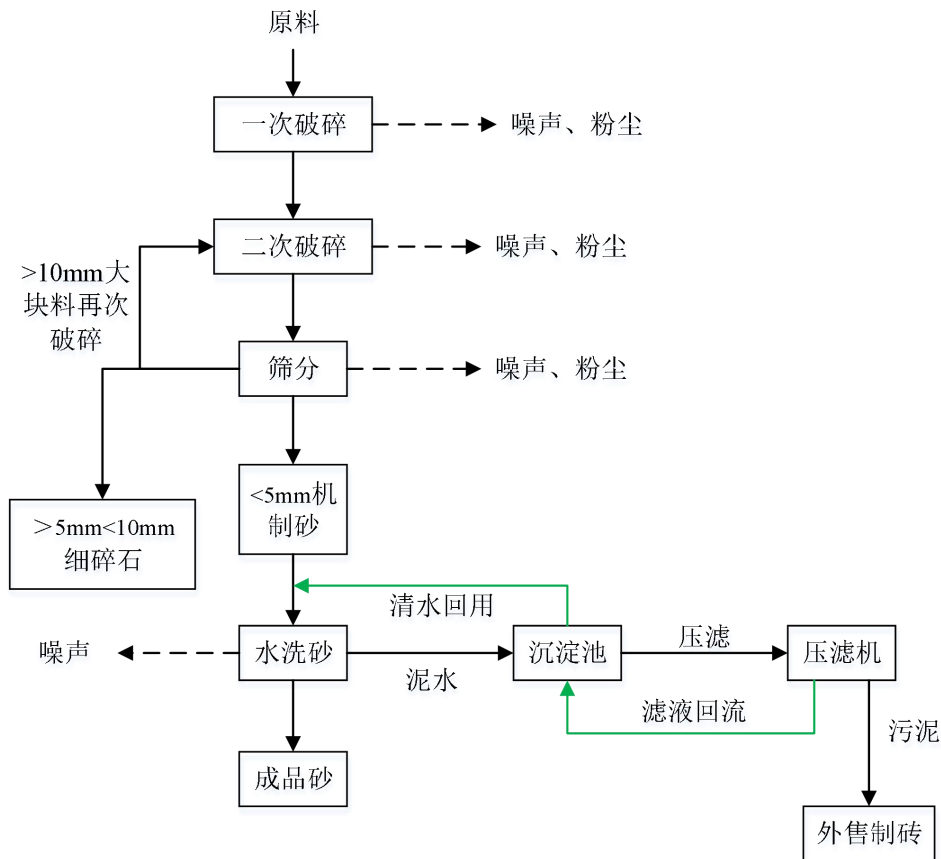 原料
一次破碎
噪声、粉尘
二次破碎
噪声、粉尘
>10mm大
块料再次
破碎
筛分
噪声、粉尘
<5mm机
制砂
＞5mm<10mm
细碎石
清水回用
噪声
水洗砂
泥水
沉淀池
压滤
压滤机
滤液回流
污泥
成品砂
外售制砖